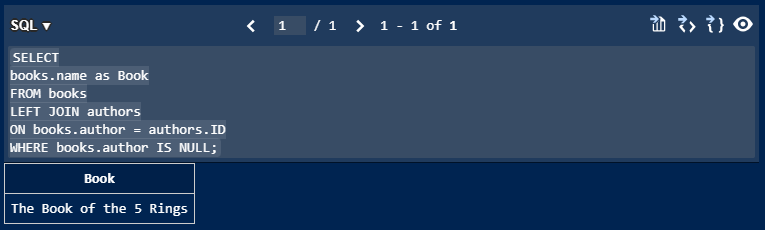 SQL ▼ 1 / 1 1 - 1 of 1
SELECT
books.name as Book
FROM books
LEFT JOIN authors
ON books.author = authors.ID
WHERE books.author IS NULL;
Book
The Book of the 5 Rings